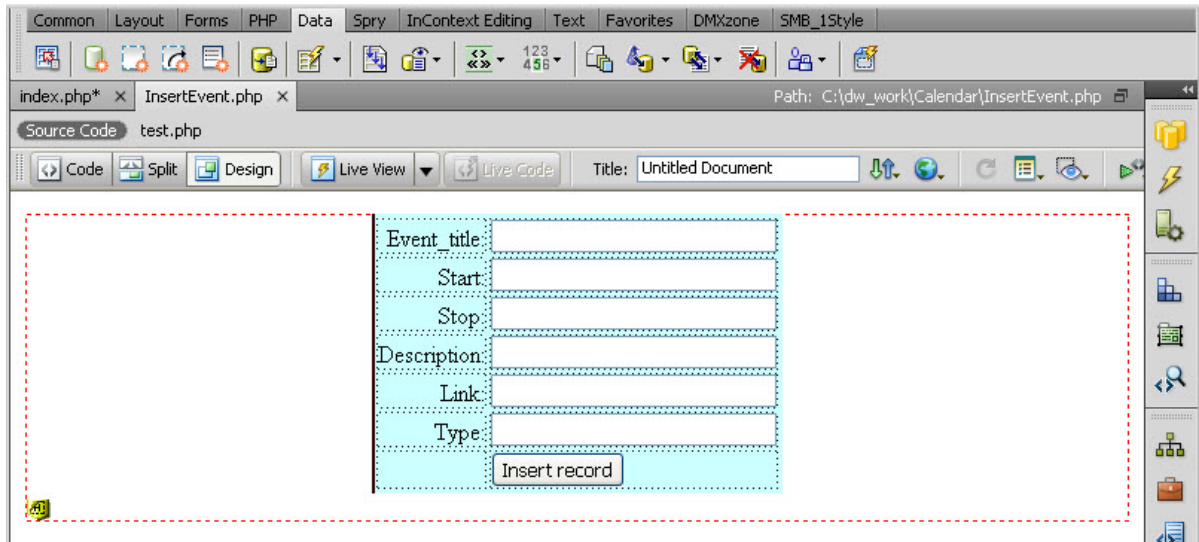 Common Layout Forms PHP Data Spry InContext Editing Text Favorites DMXzone SMB_1Style
123
456
index.php* × InsertEvent.php × Path: C:\dw_work\Calendar\InsertEvent.php
Source Code test.php
Code Split Design Live View Live Code Title: Untitled Document
Event_title:
Start:
Stop:
Description:
Link:
Type:
Insert record